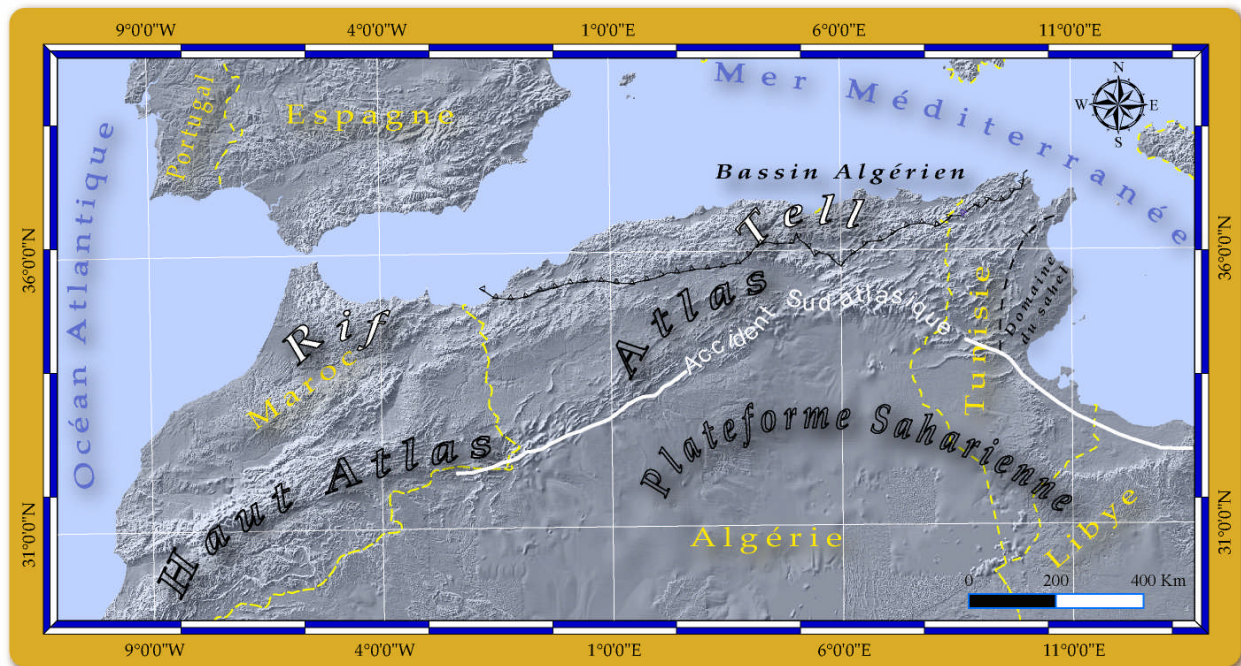 9°0'0"W 4°0'0"W 1°0'0"E 6°0'0"E 11°0'0"E
Mer Méditerranée
N
W E
S
Portugal
Espagne
Océan Atlantique
Bassin Algérien
Tell
36°0'0"N
36°0'0"N
Tunisie
Domaine
du sahel
Atlas
Accident Sud atlasique
Rif
Maroc
Plateforme Saharienne
Haut Atlas
31°0'0"N
31°0'0"N
Algérie
Libye
0 200 400 Km
9°0'0"W 4°0'0"W 1°0'0"E 6°0'0"E 11°0'0"E